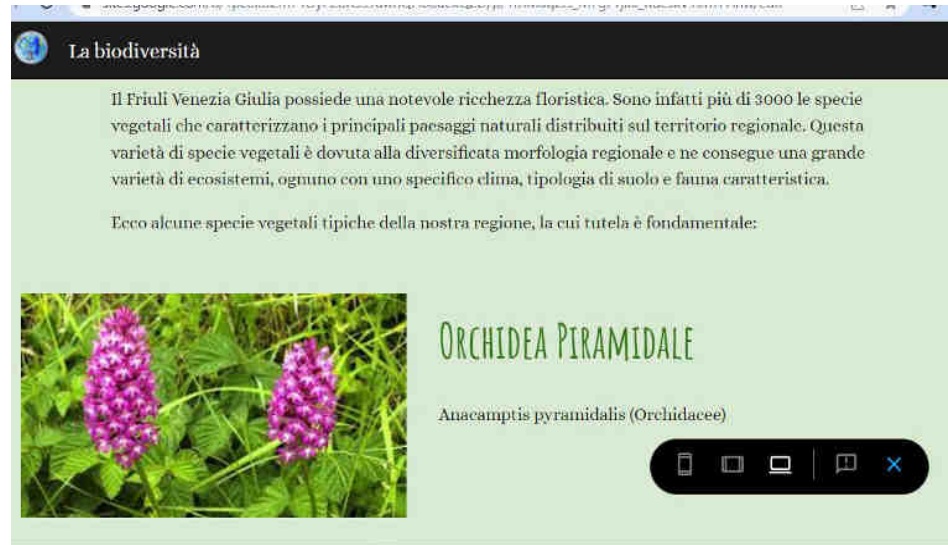 La biodiversità
Il Friuli Venezia Giulia possiede una notevole ricchezza floristica. Sono infatti più di 3000 le specie
vegetali che caratterizzano i principali paesaggi naturali distribuiti sul territorio regionale. Questa
varietà di specie vegetali è dovuta alla diversificata morfologia regionale e ne consegue una grande
varietà di ecosistemi, ognuno con uno specifico clima, tipologia di suolo e fauna caratteristica.
Ecco alcune specie vegetali tipiche della nostra regione, la cui tutela è fondamentale:
Orchidea Piramidale
Anacamptis pyramidalis (Orchidacee)